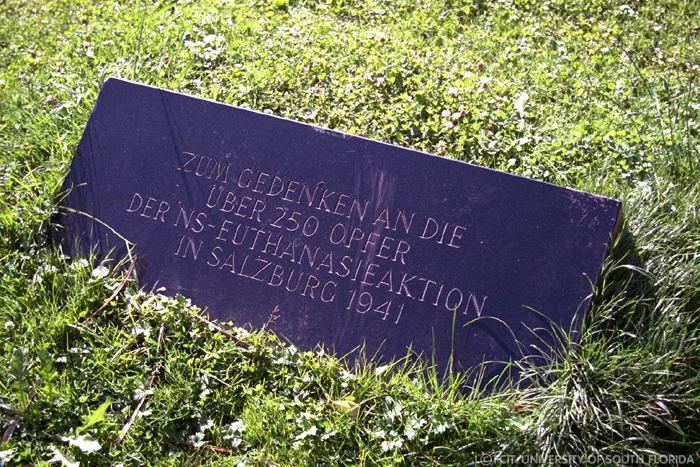 ZUM GEDENKEN AN DIE
ÜBER 250 OPFER
DER NS-EUTHANASIEAKTION
IN SALZBURG 1941
© FCIT/UNIVERSITY OF SOUTH FLORIDA